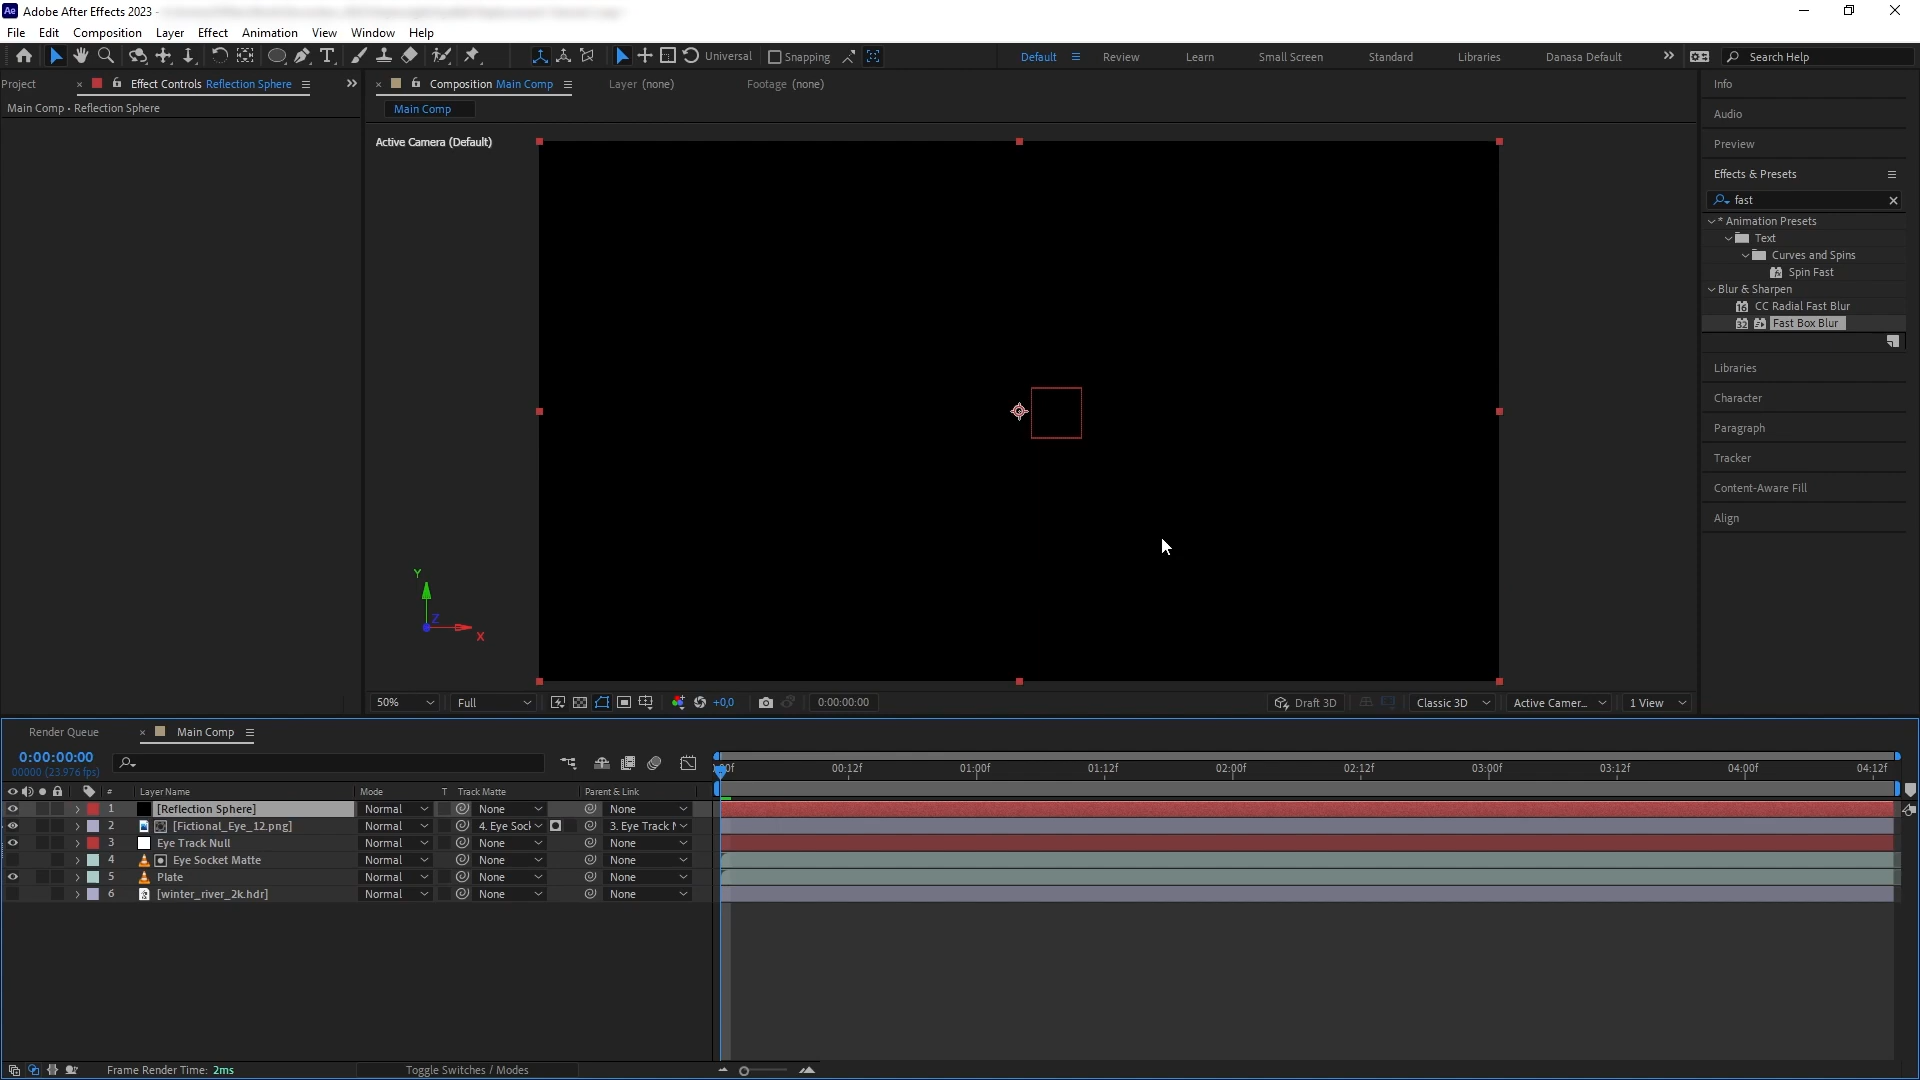 Adobe After Effects 2023 -
File Edit Composition Layer Effect Animation View Window Help
Universal Snapping Default Review Learn Small Screen Standard Libraries Danasa Default Search Help
Project Effect Controls Reflection Sphere Composition Main Comp Layer (none) Footage (none) Info
Main Comp • Reflection Sphere Main Comp
Active Camera (Default)
Audio
Preview
Effects & Presets
fast
* Animation Presets
Text
Curves and Spins
Spin Fast
Blur & Sharpen
16 CC Radial Fast Blur
32 Fast Box Blur
Libraries
Character
Paragraph
Tracker
Content-Aware Fill
Align
Y
Z
X
50% Full +0,0 0:00:00:00 Draft 3D Classic 3D Active Camer... 1 View
Render Queue Main Comp
0:00:00:00
00000 (23.976 fps)
:00f 00:12f 01:00f 01:12f 02:00f 02:12f 03:00f 03:12f 04:00f 04:12f
# Layer Name Mode T Track Matte Parent & Link
1 [Reflection Sphere] Normal None None
2 [Fictional_Eye_12.png] Normal 4. Eye Sock 3. Eye Track N
3 Eye Track Null Normal None None
4 Eye Socket Matte Normal None None
5 Plate Normal None None
6 [winter_river_2k.hdr] Normal None None
Frame Render Time: 2ms Toggle Switches / Modes